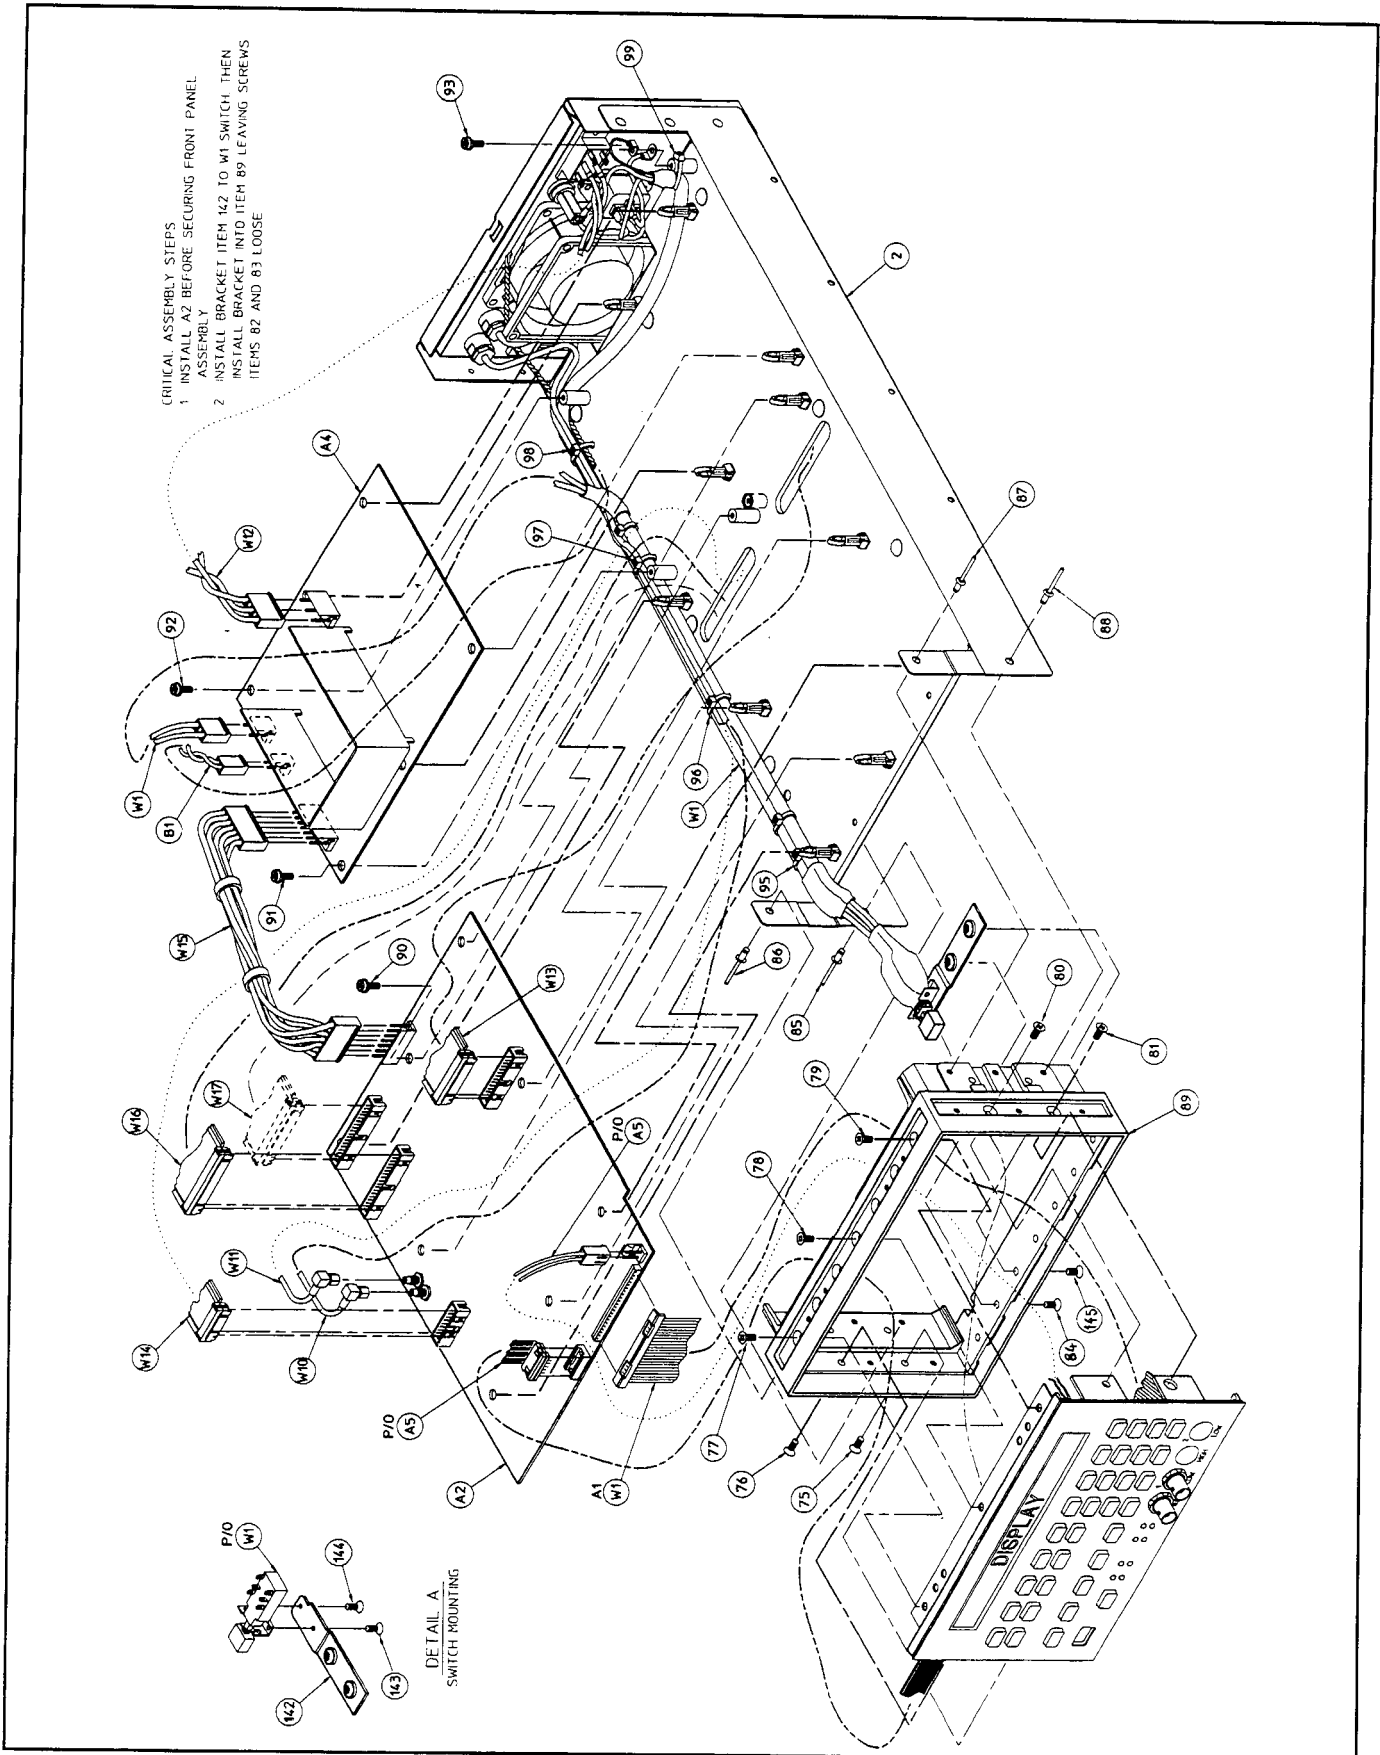 CRITICAL ASSEMBLY STEPS
1 INSTALL A2 BEFORE SECURING FRONT PANEL
ASSEMBLY
2 INSTALL BRACKET ITEM 142 TO W1 SWITCH THEN
INSTALL BRACKET INTO ITEM 89 LEAVING SCREWS
ITEMS 82 AND 83 LOOSE
93
99
2
A4
W12
92
W1
B1
91
W15
98
97
96
W1
95
87
88
90
W13
W17
W16
W14
W11
W10
P/O
A5
P/O
A5
A2
A1
W1
86
85
80
81
79
78
77
76
75
89
145
84
DISPLAY
P/O
W1
144
143
142
DETAIL A
SWITCH MOUNTING